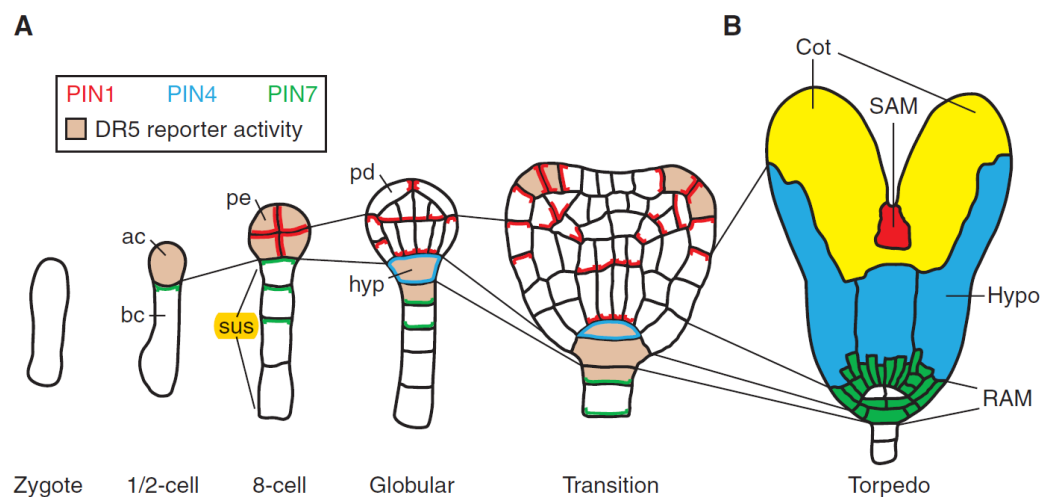 A
B
PIN1 PIN4 PIN7
DR5 reporter activity
Cot
SAM
pd
pe
ac
hyp
bc
sus
Hypo
RAM
Zygote 1/2-cell 8-cell Globular Transition Torpedo